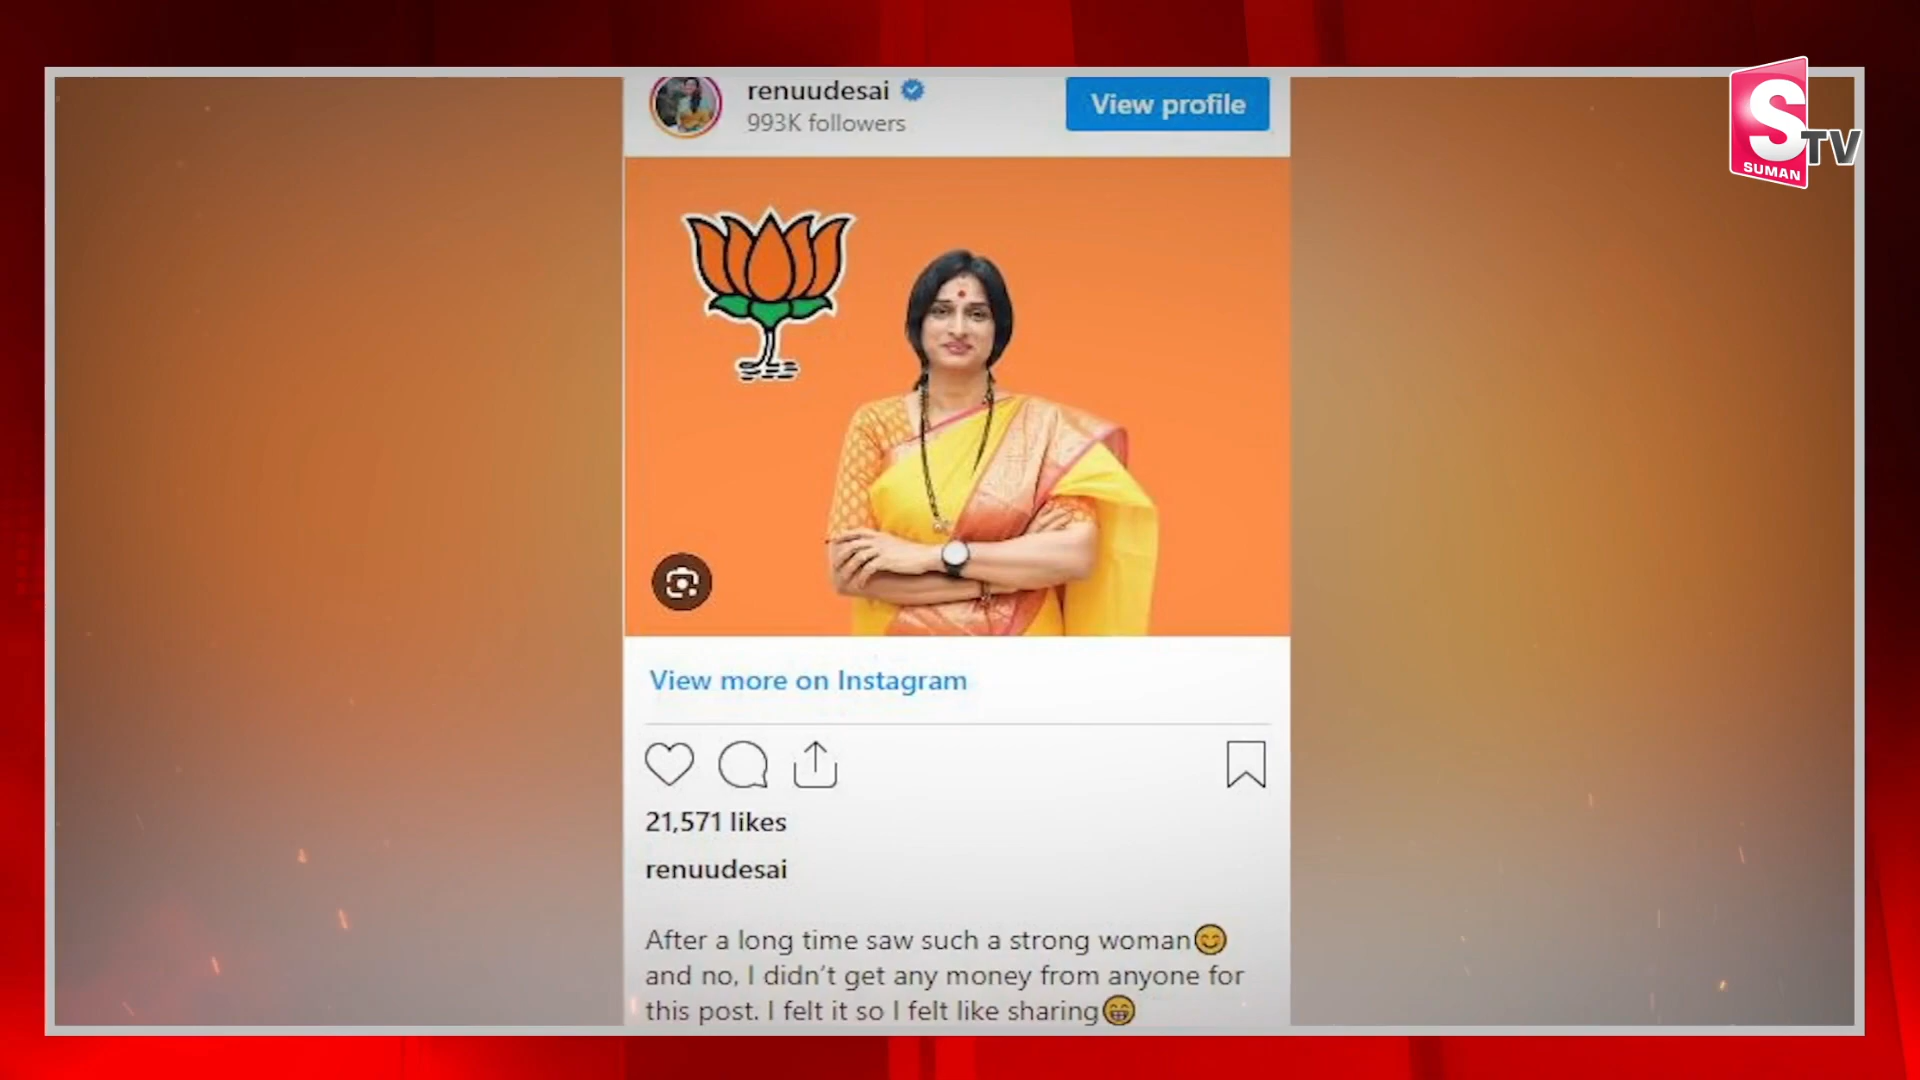 renuudesai
993K followers
View profile
S
TV
SUMAN
View more on Instagram
21,571 likes
renuudesai
After a long time saw such a strong woman😊
and no, I didn’t get any money from anyone for
this post. I felt it so I felt like sharing😁